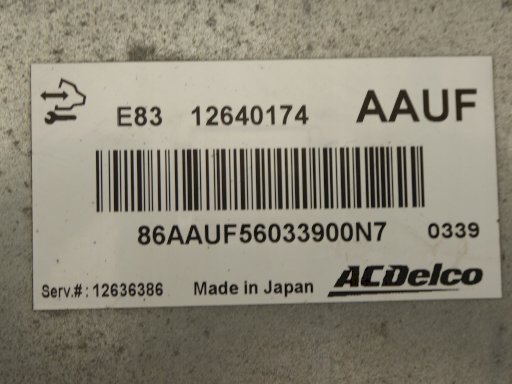 E83 12640174 AAUF
86AAUF56033900N7 0339
Serv.#: 12636386 Made in Japan ACDelco